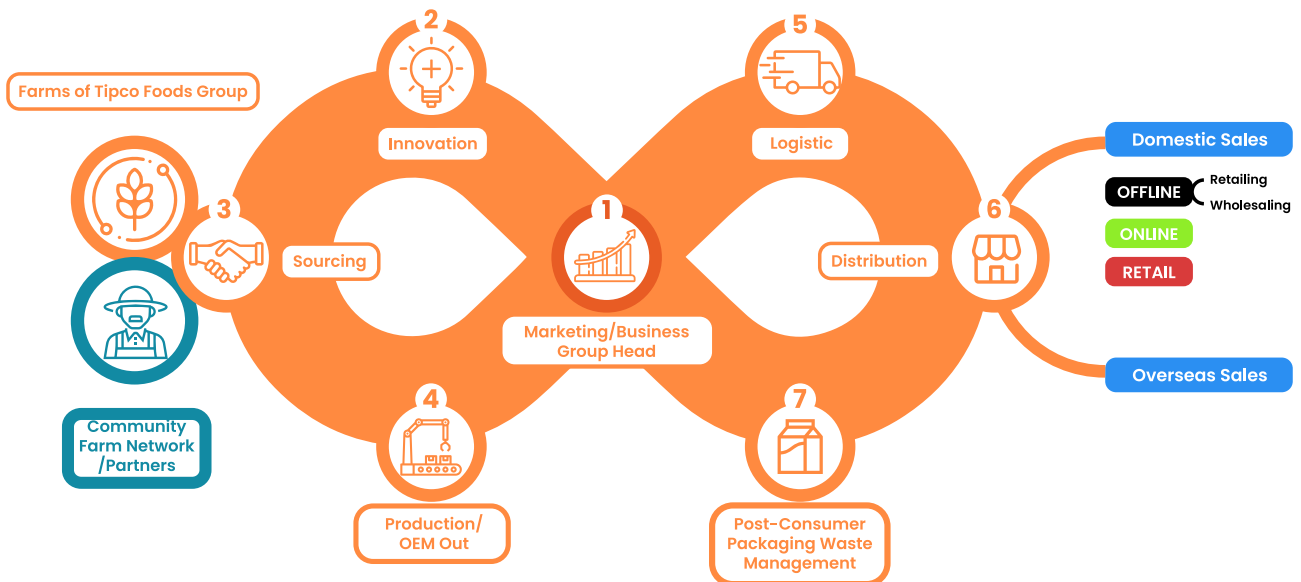 Farms of Tipco Foods Group
3
Sourcing
Community
Farm Network
/Partners
2
Innovation
4
Production/
OEM Out
1
Marketing/Business
Group Head
5
Logistic
6
Distribution
7
Post-Consumer
Packaging Waste
Management
Domestic Sales
OFFLINE
Retailing
Wholesaling
ONLINE
RETAIL
Overseas Sales